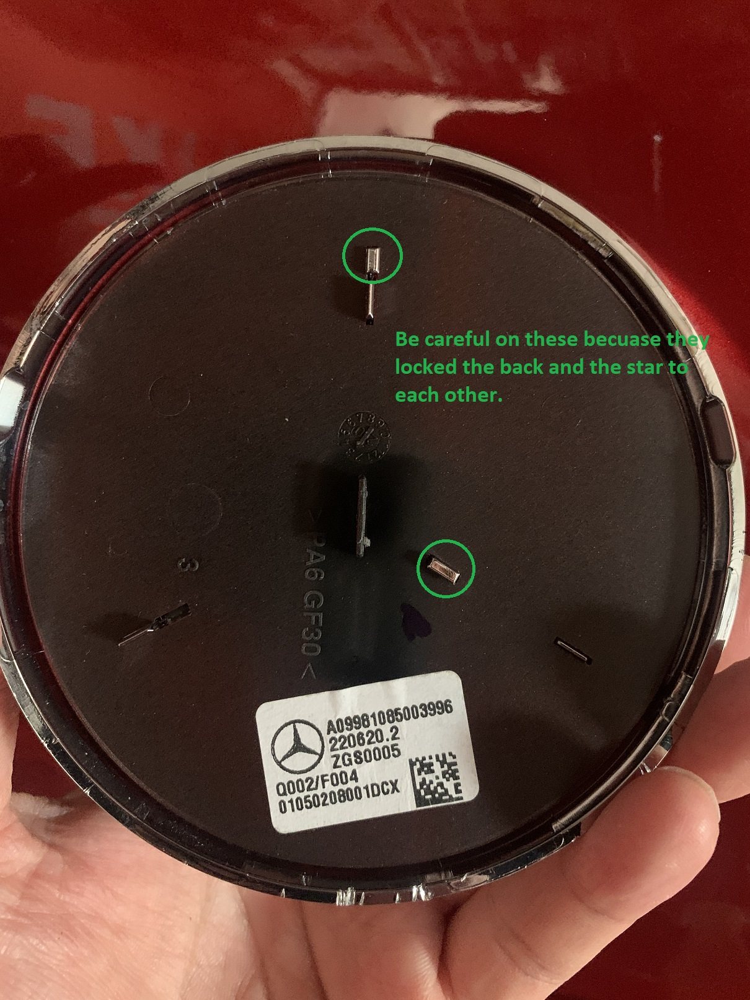 Be careful on these becuase they
locked the back and the star to
each other.
3
>PA6 GF30<
A09981085003996
220620.2
ZGS0005
Q002/F004
01050208001DCX